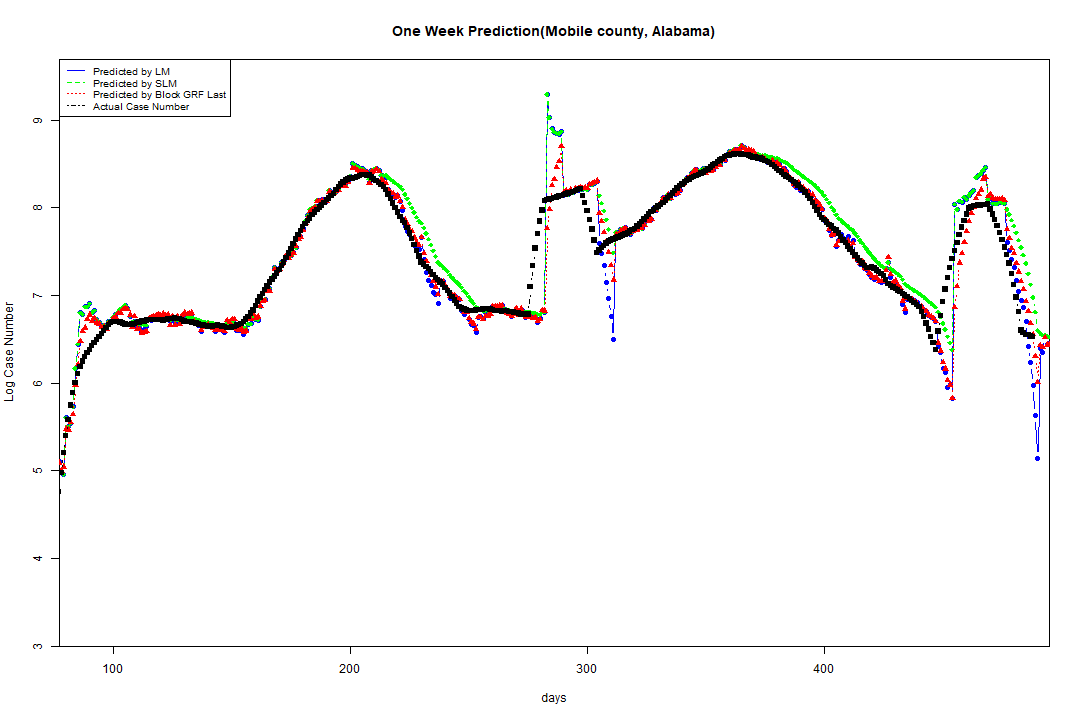 One Week Prediction(Mobile county, Alabama)
Predicted by LM
Predicted by SLM
Predicted by Block GRF Last
Actual Case Number
Log Case Number
9
8
7
6
5
4
3
100 200 300 400
days